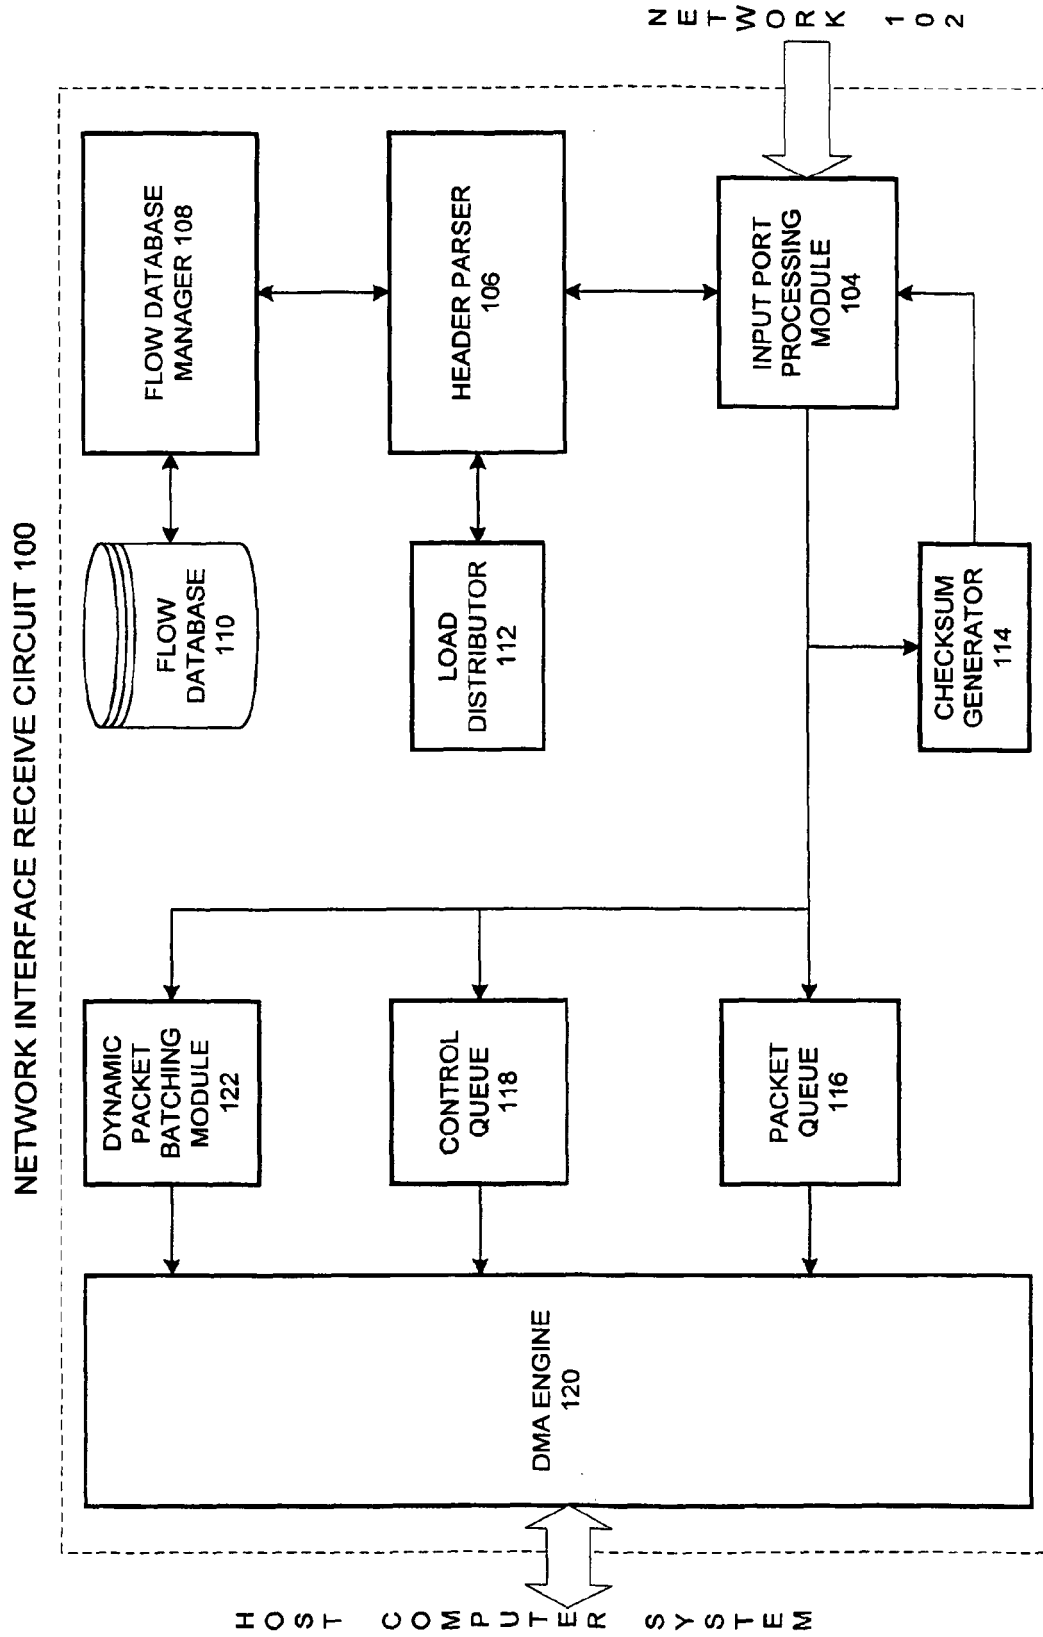 NETWORK INTERFACE RECEIVE CIRCUIT 100
HOST COMPUTER SYSTEM
DMA ENGINE
120
DYNAMIC
PACKET
BATCHING
MODULE
122
CONTROL
QUEUE
118
PACKET
QUEUE
116
FLOW
DATABASE
110
LOAD
DISTRIBUTOR
112
CHECKSUM
GENERATOR
114
FLOW DATABASE
MANAGER 108
HEADER PARSER
106
INPUT PORT
PROCESSING
MODULE
104
NETWORK 102